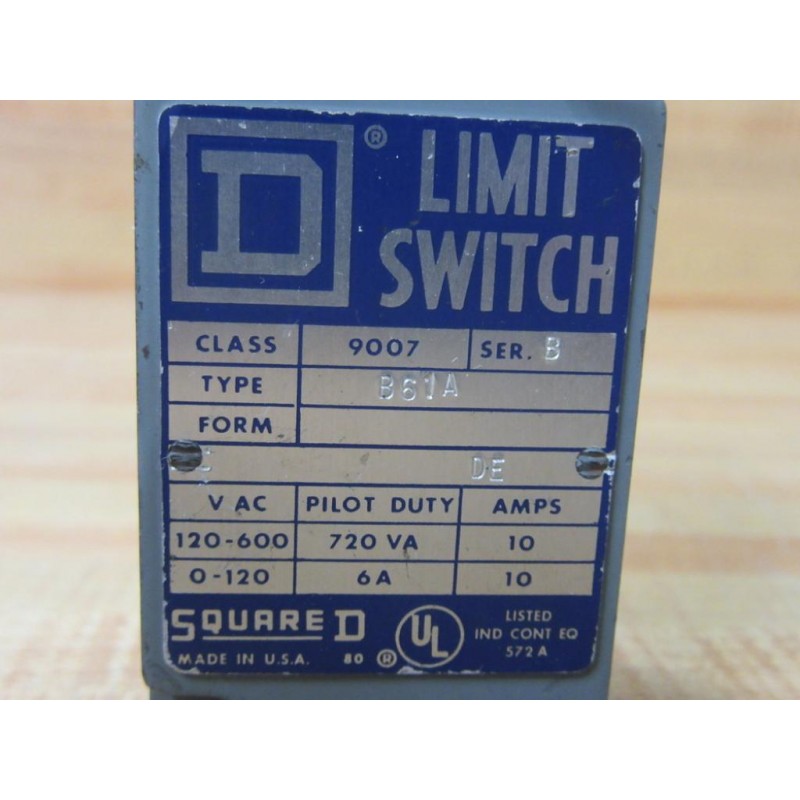 D ® LIMIT
SWITCH
CLASS 9007 SER. B
TYPE B61A
FORM
DE
V AC PILOT DUTY AMPS
120-600 720 VA 10
0-120 6A 10
SQUARE D UL LISTED
IND CONT EQ
572 A
MADE IN U.S.A. 80 ®